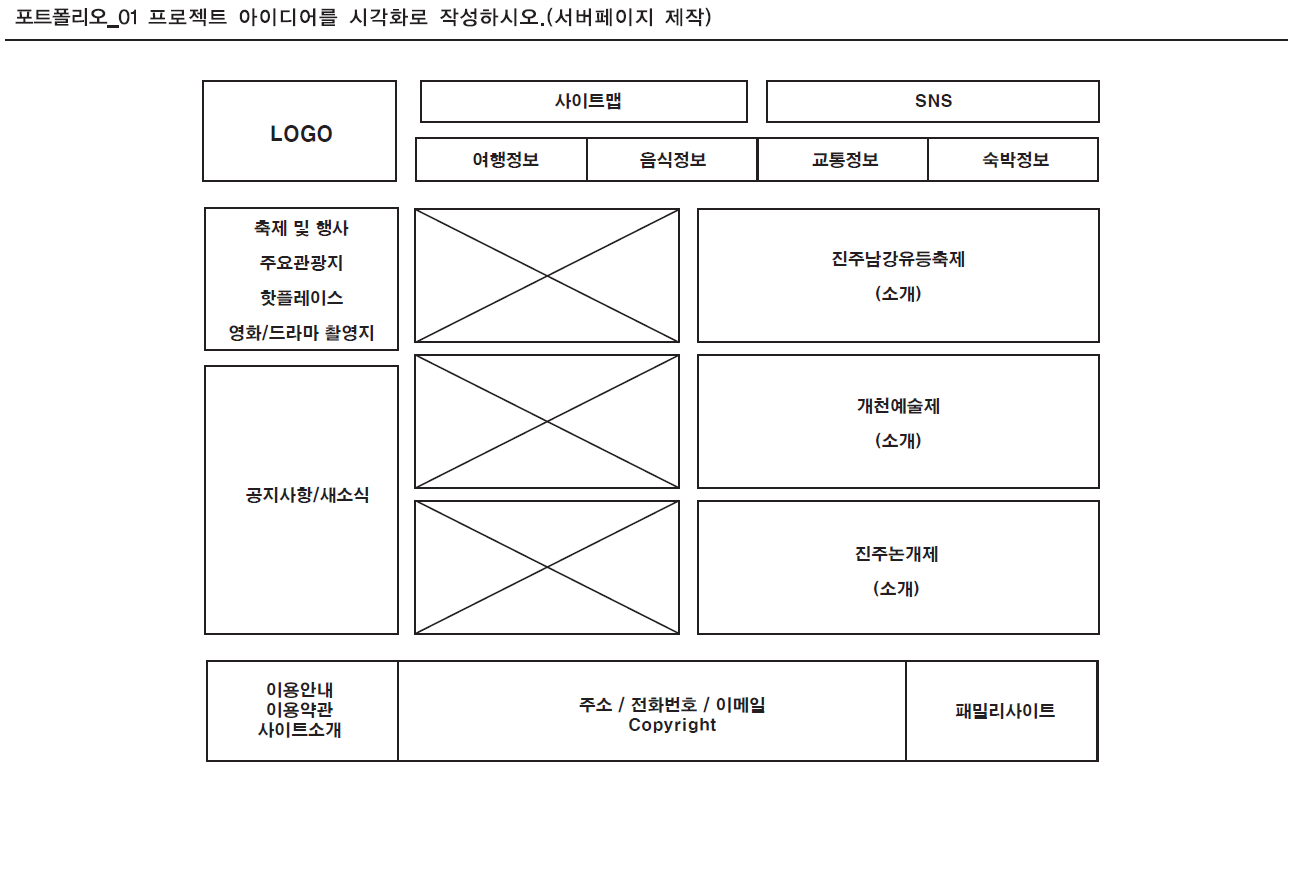 포트폴리오_01 프로젝트 아이디어를 시각화로 작성하시오.(서버페이지 제작)
LOGO
사이트맵
SNS
여행정보
음식정보
교통정보
숙박정보
축제 및 행사
주요관광지
핫플레이스
영화/드라마 촬영지
진주남강유등축제
(소개)
공지사항/새소식
개천예술제
(소개)
진주논개제
(소개)
이용안내
이용약관
사이트소개
주소 / 전화번호 / 이메일
Copyright
패밀리사이트